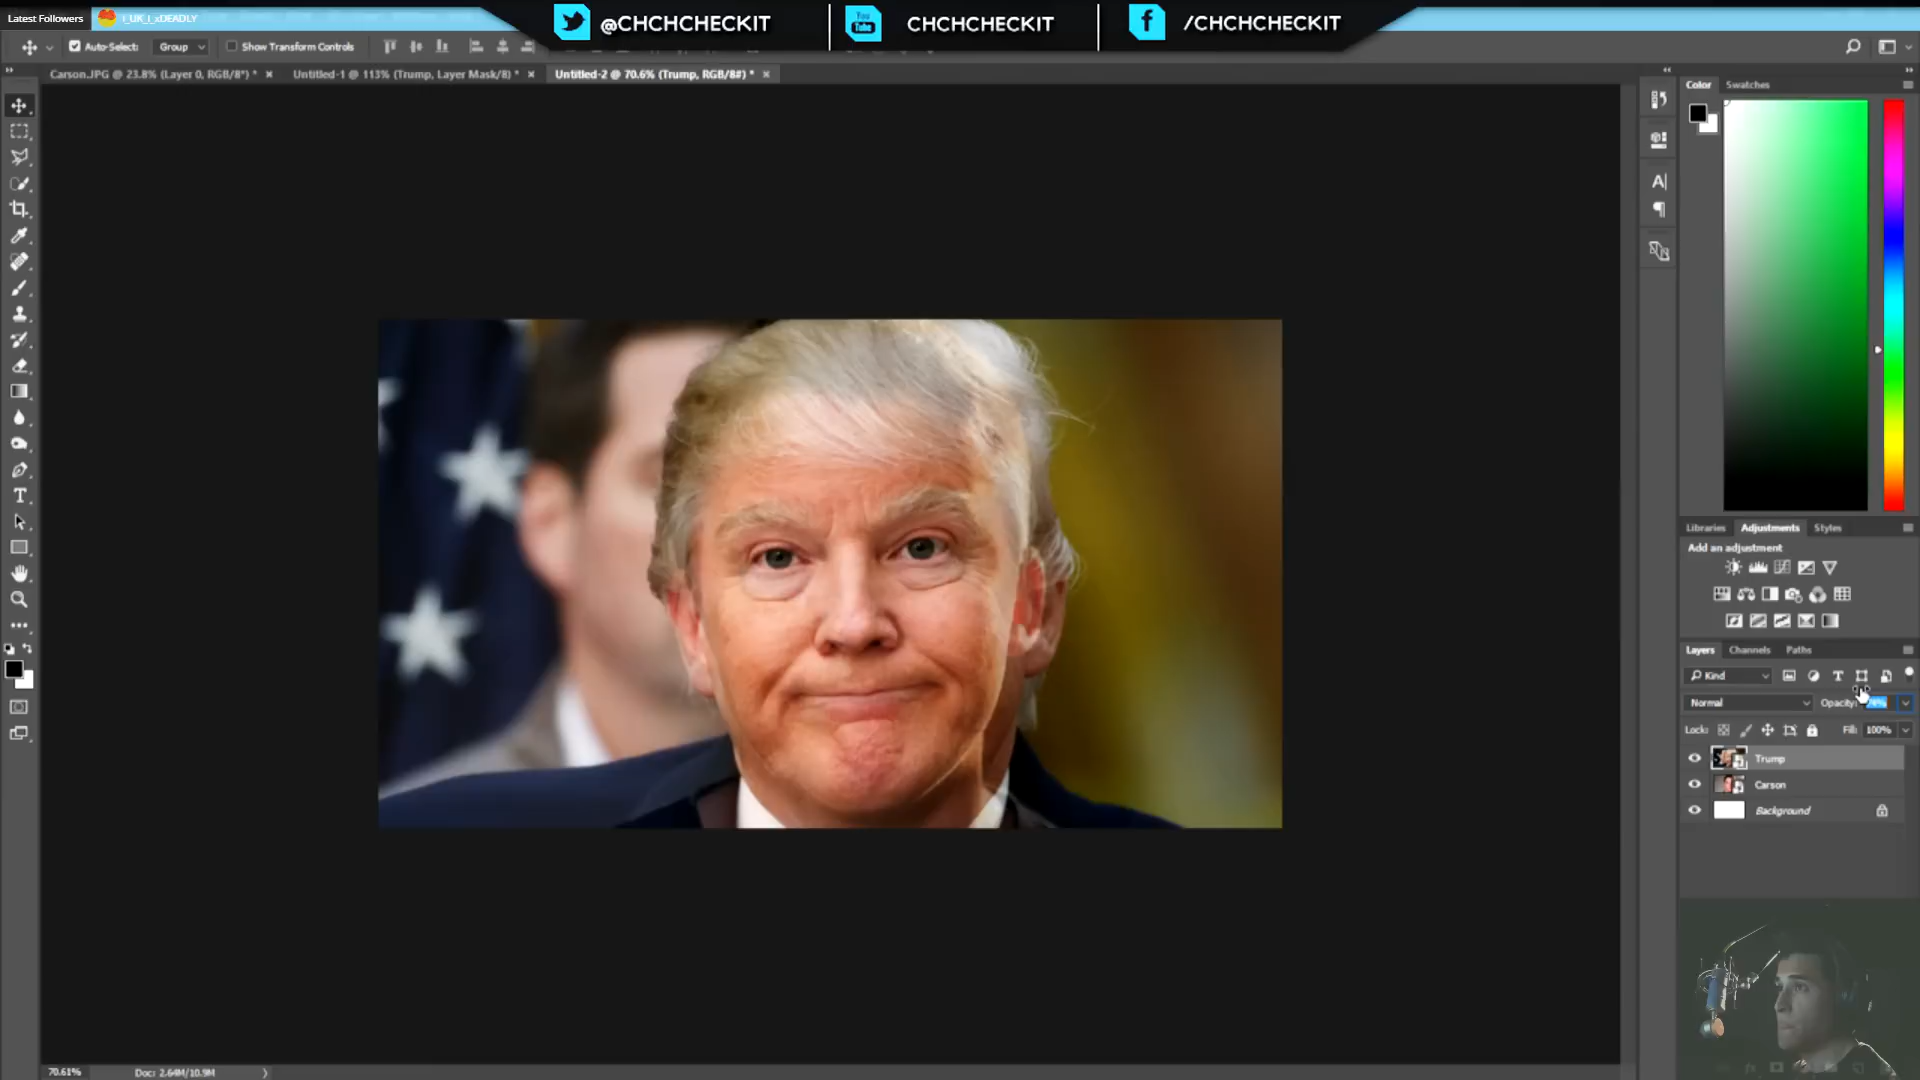 Latest Followers
I_UK_I_xDEADLY
@CHCHCHECKIT
You
Tube
CHCHCHECKIT
/CHCHCHECKIT
Auto-Select:
Group
Show Transform Controls
Carson.JPG @ 23.8% (Layer 0, RGB/8*) *
Untitled-1 @ 113% (Trump, Layer Mask/8) *
Untitled-2 @ 70.6% (Trump, RGB/8#) *
Color
Swatches
Libraries
Adjustments
Styles
Add an adjustment
Layers
Channels
Paths
Kind
Normal
Opacity:
Lock:
Fill:
100%
Trump
Carson
Background
70.61%
Doc: 2.64M/10.9M